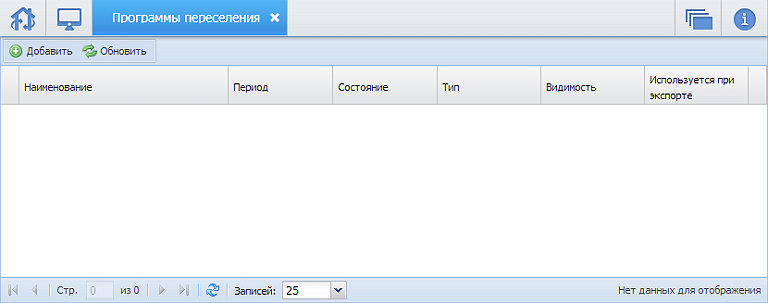 Программы переселения
Добавить Обновить
Наименование Период Состояние Тип Видимость Используется при экспорте
Стр. 0 из 0 Записей: 25 Нет данных для отображения